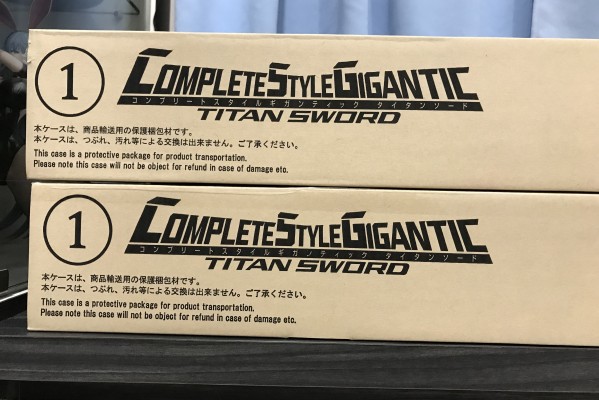 1
COMPLETESTYLEGIGANTIC
コンプリートスタイルギガンティック タイタンソード
TITAN SWORD
本ケースは、商品輸送用の保護梱包材です。
本ケースは、つぶれ、汚れ等による交換は出来ません。ご了承ください。
This case is a protective package for product transportation.
Please note this case will not be object for refund in case of damage etc.
1
COMPLETESTYLEGIGANTIC
コンプリートスタイルギガンティック タイタンソード
TITAN SWORD
本ケースは、商品輸送用の保護梱包材です。
本ケースは、つぶれ、汚れ等による交換は出来ません。ご了承ください。
This case is a protective package for product transportation.
Please note this case will not be object for refund in case of damage etc.